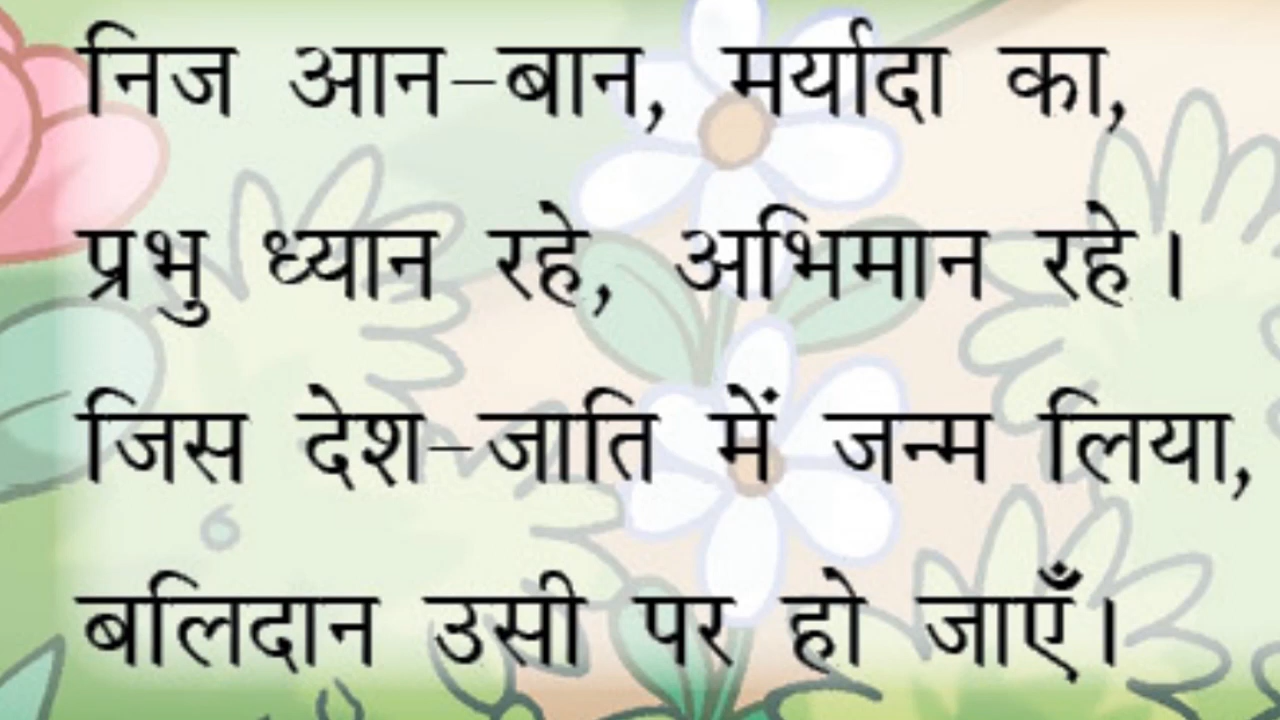 निज आन-बान, मर्यादा का,
प्रभु ध्यान रहे, अभिमान रहे।
जिस देश-जाति में जन्म लिया,
बलिदान उसी पर हो जाएँ।